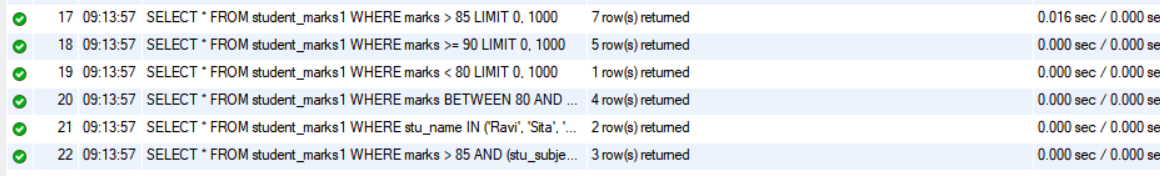 17 09:13:57 SELECT * FROM student_marks1 WHERE marks > 85 LIMIT 0, 1000 7 row(s) returned 0.016 sec / 0.000 se
18 09:13:57 SELECT * FROM student_marks1 WHERE marks >= 90 LIMIT 0, 1000 5 row(s) returned 0.000 sec / 0.000 se
19 09:13:57 SELECT * FROM student_marks1 WHERE marks < 80 LIMIT 0, 1000 1 row(s) returned 0.000 sec / 0.000 se
20 09:13:57 SELECT * FROM student_marks1 WHERE marks BETWEEN 80 AND ... 4 row(s) returned 0.000 sec / 0.000 se
21 09:13:57 SELECT * FROM student_marks1 WHERE stu_name IN ('Ravi', 'Sita', '... 2 row(s) returned 0.000 sec / 0.000 se
22 09:13:57 SELECT * FROM student_marks1 WHERE marks > 85 AND (stu_subje... 3 row(s) returned 0.000 sec / 0.000 se